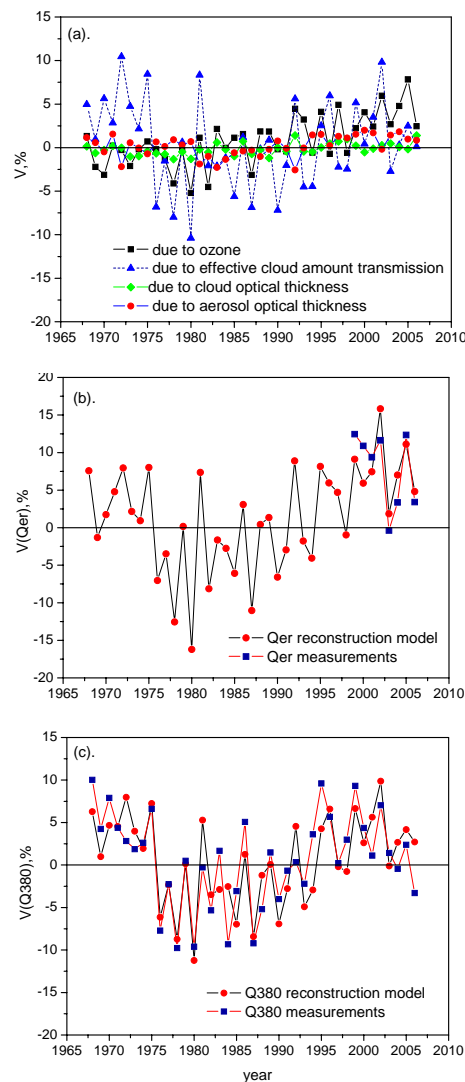 (a).
V,%
15
10
5
0
-5
-10
-15
-20
due to ozone
due to effective cloud amount transmission
due to cloud optical thickness
due to aerosol optical thickness
1965 1970 1975 1980 1985 1990 1995 2000 2005 2010
(b).
V(Qer),%
20
15
10
5
0
-5
-10
-15
-20
Qer reconstruction model
Qer measurements
1965 1970 1975 1980 1985 1990 1995 2000 2005 2010
(c).
V(Q380),%
15
10
5
0
-5
-10
-15
-20
Q380 reconstruction model
Q380 measurements
1965 1970 1975 1980 1985 1990 1995 2000 2005 2010
year